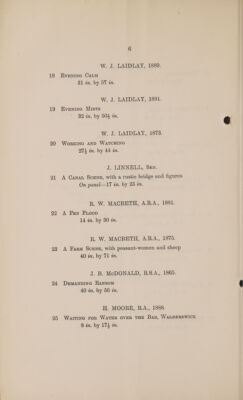 6
W. J. LAIDLAY, 1889.
18 Evening Calm
31 in. by 57 in.
W. J. LAIDLAY, 1891.
19 Evening Mists
32 in. by 50½ in.
W. J. LAIDLAY, 1873.
20 Working and Watching
27½ in. by 44 in.
J. LINNELL, Sen.
21 A Canal Scene, with a rustic bridge and figures
On panel—17 in. by 25 in.
R. W. MACBETH, A.R.A., 1881.
22 A Fen Flood
14 in. by 30 in.
R. W. MACBETH, A.R.A., 1875.
23 A Farm Scene, with peasant-women and sheep
40 in. by 71 in.
J. B. McDONALD, R.S.A., 1865.
24 Demanding Ransom
40 in. by 56 in.
H. MOORE, R.A., 1888.
25 Waiting for Water over the Bar, Walberswick
8 in. by 17½ in.